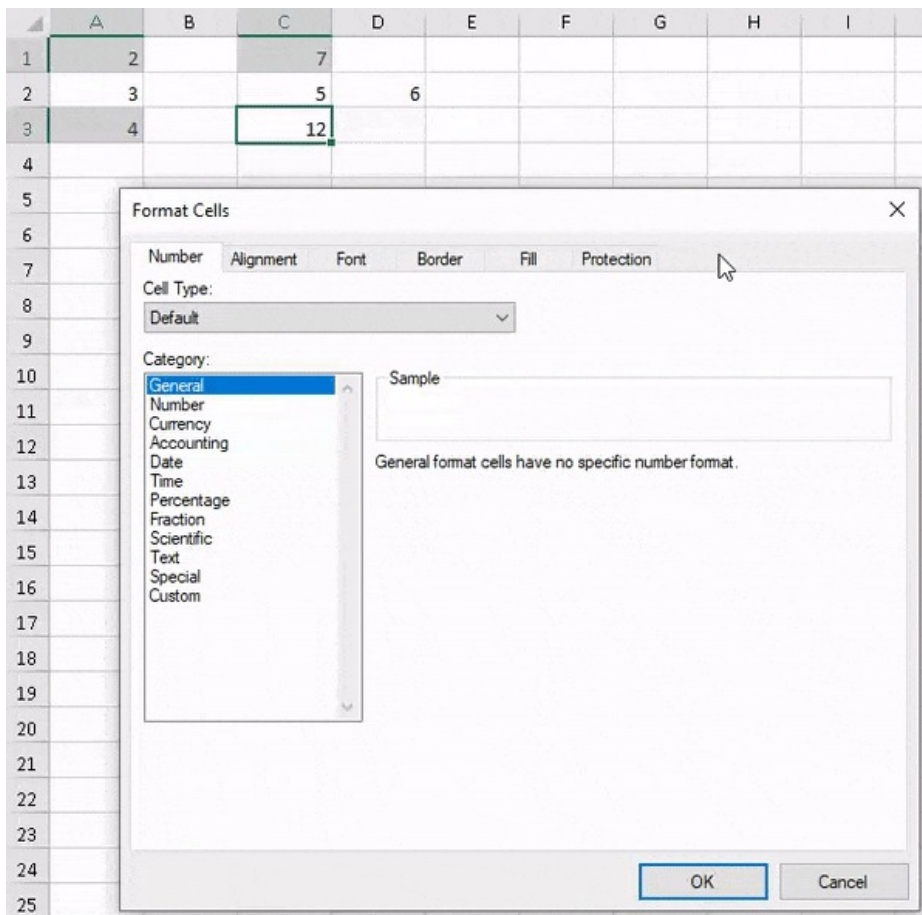 A B C D E F G H I
1 2 7
2 3 5 6
3 4 12
4
5
Format Cells
6
Number Alignment Font Border Fill Protection
7
Cell Type:
8
Default
9
Category:
10
General Sample
11
Number
Currency
12
Accounting
Date General format cells have no specific number format.
13
Time
Percentage
14
Fraction
Scientific
15
Text
Special
16
Custom
17
18
19
20
21
22
23
24
OK Cancel
25